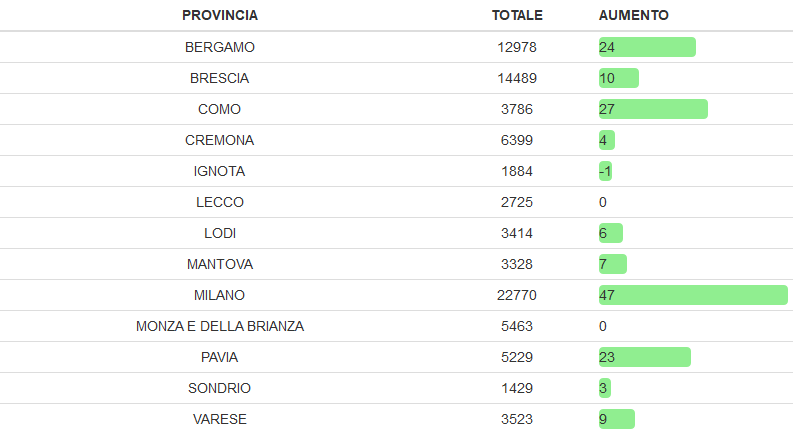 PROVINCIA TOTALE AUMENTO
BERGAMO 12978 24
BRESCIA 14489 10
COMO 3786 27
CREMONA 6399 4
IGNOTA 1884 -1
LECCO 2725 0
LODI 3414 6
MANTOVA 3328 7
MILANO 22770 47
MONZA E DELLA BRIANZA 5463 0
PAVIA 5229 23
SONDRIO 1429 3
VARESE 3523 9